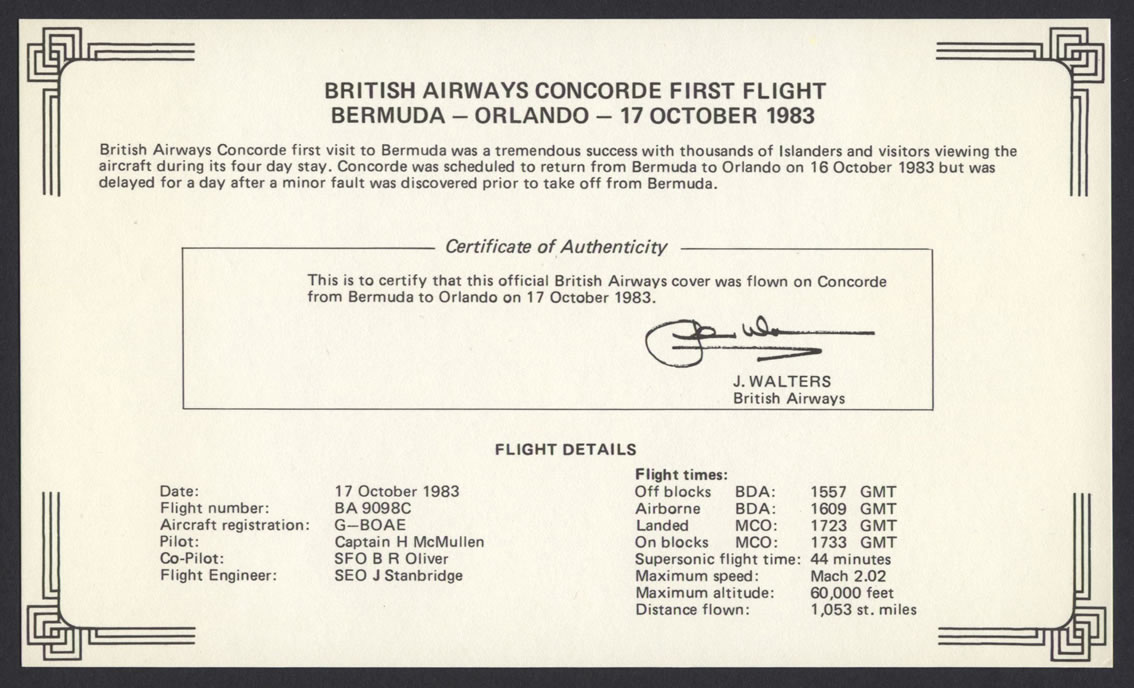 BRITISH AIRWAYS CONCORDE FIRST FLIGHT
BERMUDA — ORLANDO — 17 OCTOBER 1983
British Airways Concorde first visit to Bermuda was a tremendous success with thousands of Islanders and visitors viewing the
aircraft during its four day stay. Concorde was scheduled to return from Bermuda to Orlando on 16 October 1983 but was
delayed for a day after a minor fault was discovered prior to take off from Bermuda.
Certificate of Authenticity
This is to certify that this official British Airways cover was flown on Concorde
from Bermuda to Orlando on 17 October 1983.
J. WALTERS
British Airways
FLIGHT DETAILS
Date: 17 October 1983
Flight number: BA 9098C
Aircraft registration: G—BOAE
Pilot: Captain H McMullen
Co-Pilot: SFO B R Oliver
Flight Engineer: SEO J Stanbridge
Flight times:
Off blocks BDA: 1557 GMT
Airborne BDA: 1609 GMT
Landed MCO: 1723 GMT
On blocks MCO: 1733 GMT
Supersonic flight time: 44 minutes
Maximum speed: Mach 2.02
Maximum altitude: 60,000 feet
Distance flown: 1,053 st. miles